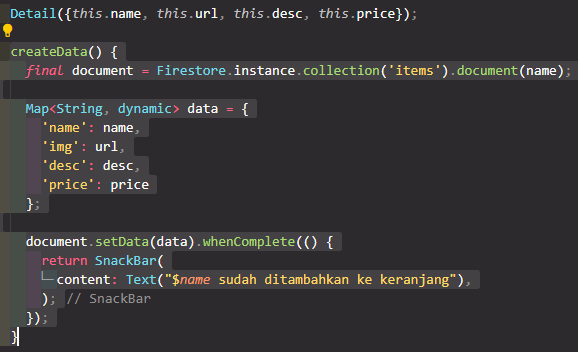 Detail({this.name, this.url, this.desc, this.price});
createData() {
final document = Firestore.instance.collection('items').document(name);
Map<String, dynamic> data = {
'name': name,
'img': url,
'desc': desc,
'price': price
};
document.setData(data).whenComplete(() {
return SnackBar(
content: Text("$name sudah ditambahkan ke keranjang"),
); // SnackBar
});
}